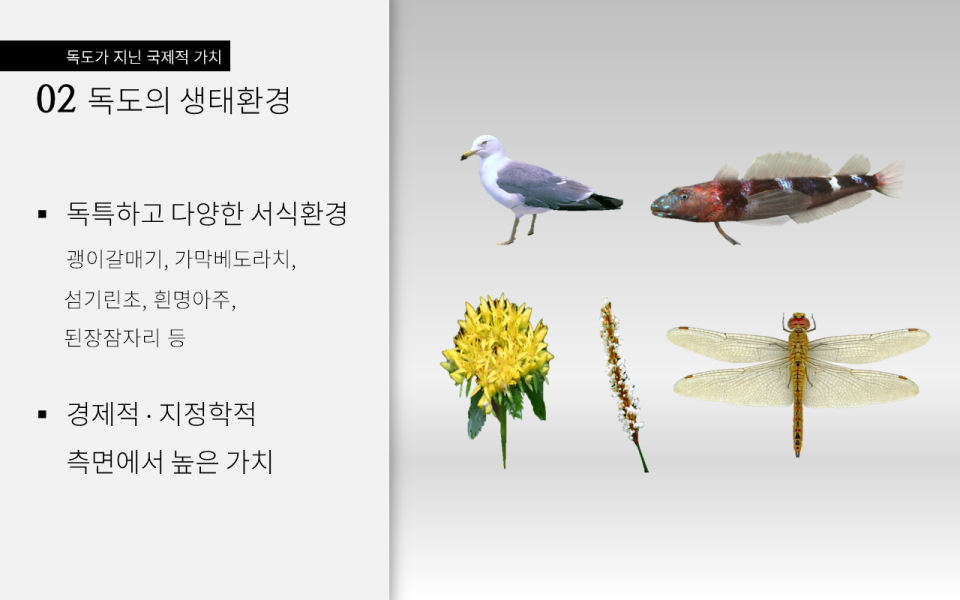 독도가 지닌 국제적 가치
02 독도의 생태환경
▪ 독특하고 다양한 서식환경
괭이갈매기, 가막베도라치,
섬기린초, 흰명아주,
된장잠자리 등
▪ 경제적 · 지정학적
측면에서 높은 가치